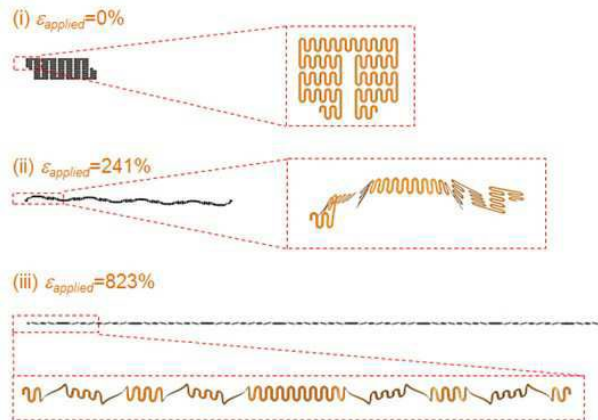 (i) εapplied=0%
(ii) εapplied=241%
(iii) εapplied=823%